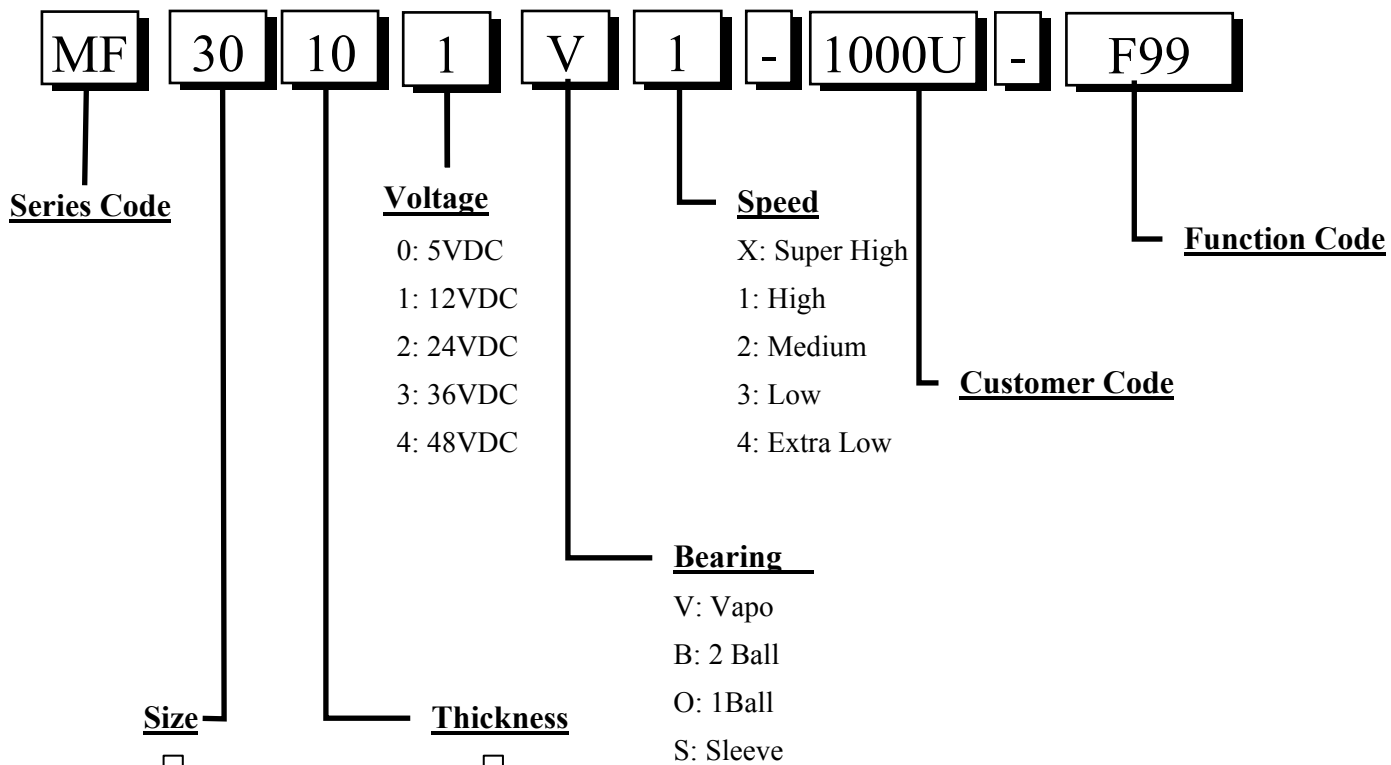 MF 30 10 1 V 1 - 1000U - F99
Series Code
Voltage
0: 5VDC
1: 12VDC
2: 24VDC
3: 36VDC
4: 48VDC
Speed
X: Super High
1: High
2: Medium
3: Low
4: Extra Low
Function Code
Customer Code
Bearing
V: Vapo
B: 2 Ball
O: 1Ball
S: Sleeve
Size
Thickness